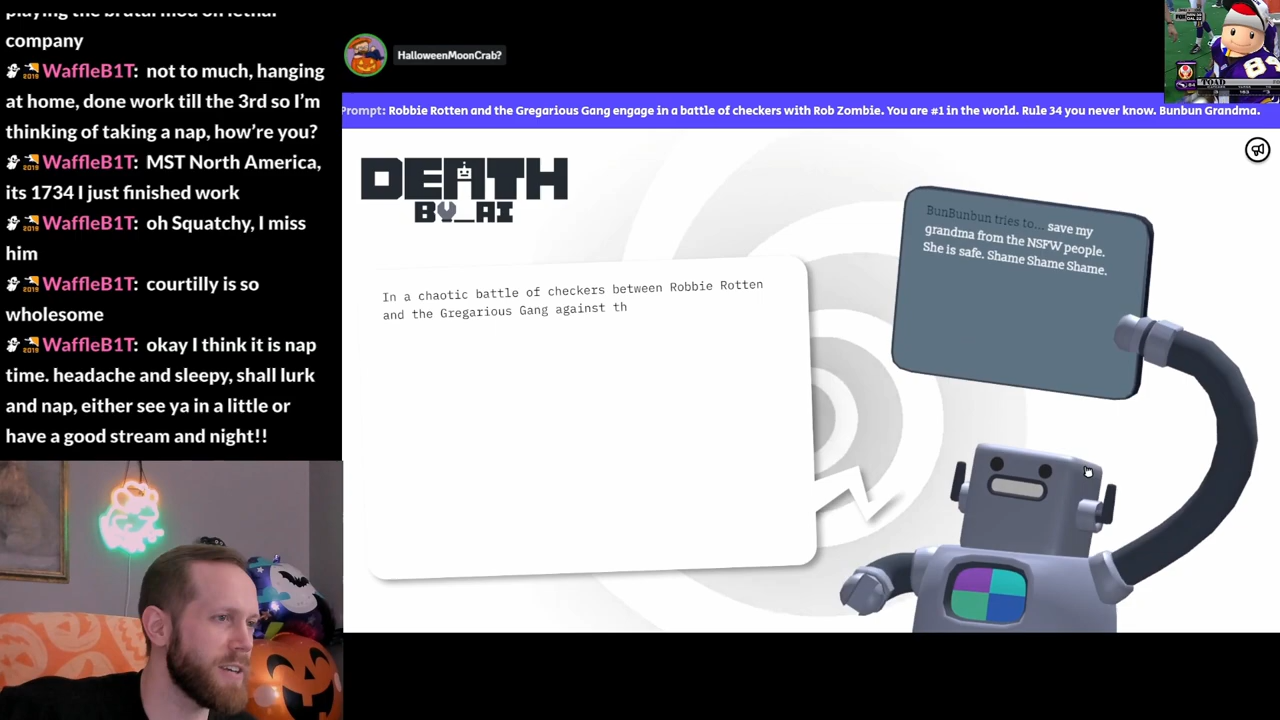 playing the brutal mod on lethal
company
WaffleB1T: not to much, hanging
at home, done work till the 3rd so I'm
thinking of taking a nap, how're you?
WaffleB1T: MST North America,
its 1734 I just finished work
WaffleB1T: oh Squatchy, I miss
him
WaffleB1T: courtilly is so
wholesome
WaffleB1T: okay I think it is nap
time. headache and sleepy, shall lurk
and nap, either see ya in a little or
have a good stream and night!!
HalloweenMoonCrab?
Prompt: Robbie Rotten and the Gregarious Gang engage in a battle of checkers with Rob Zombie. You are #1 in the world. Rule 34 you never know. Bunbun Grandma.
DEATH
BY_AI
In a chaotic battle of checkers between Robbie Rotten
and the Gregarious Gang against th
BunBunbun tries to... save my
grandma from the NSFW people.
She is safe. Shame Shame Shame.
TOAD